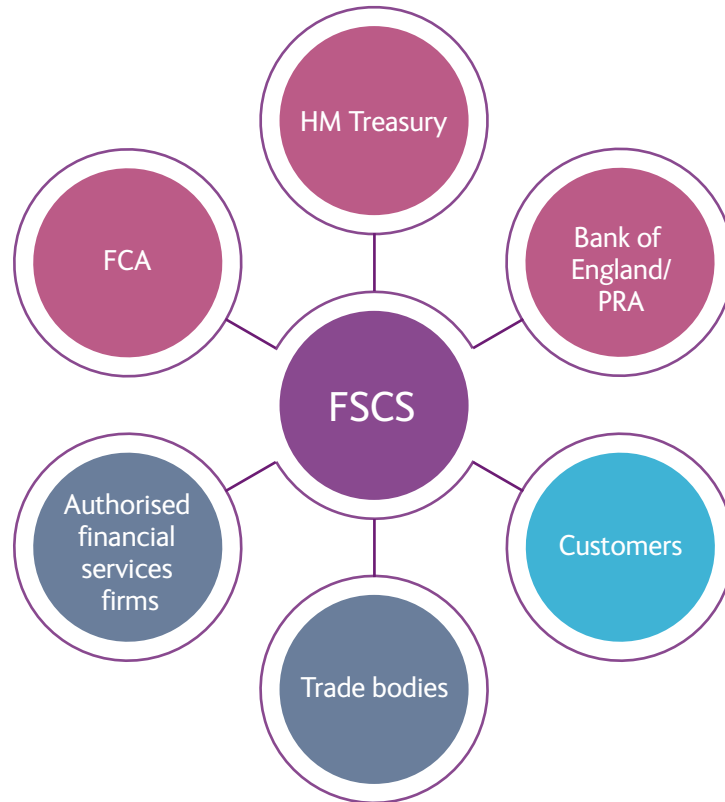 HM Treasury
FCA
Bank of
England/
PRA
FSCS
Authorised
financial
services
firms
Customers
Trade bodies